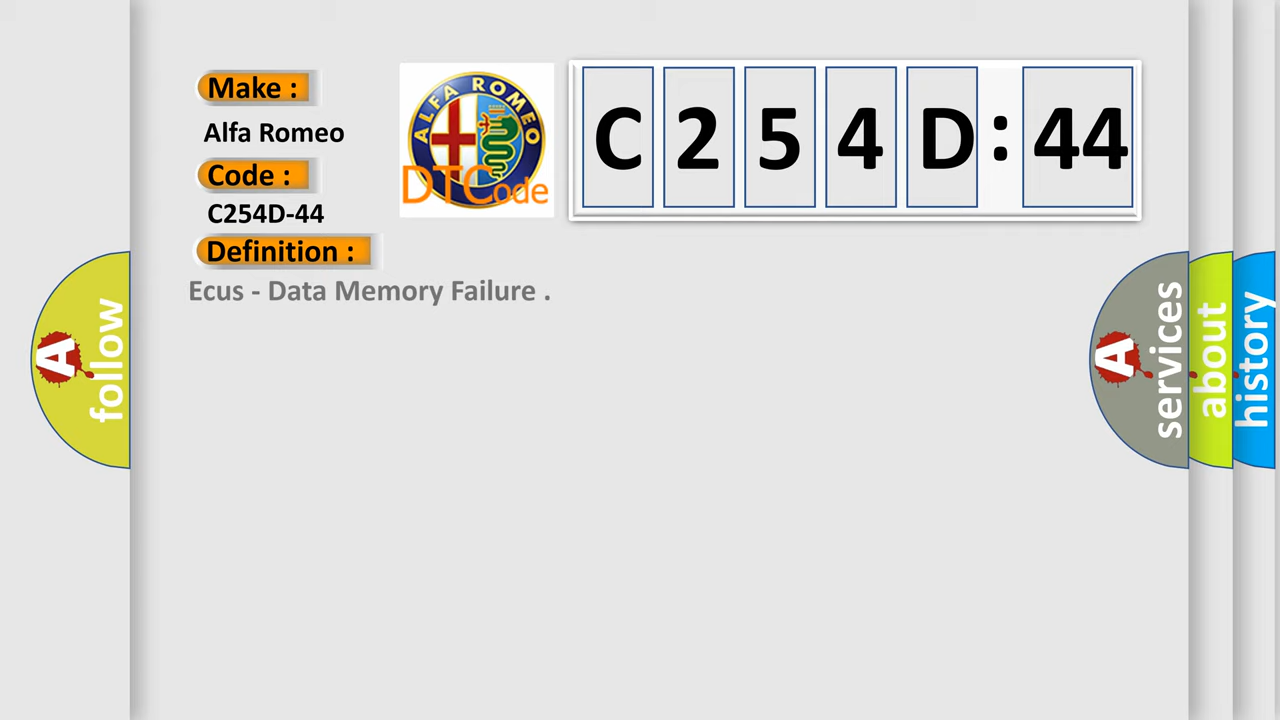 Make :
Alfa Romeo
Code :
C254D-44
Definition :
Ecus - Data Memory Failure .
ALFA ROMEO
DTCode
C254D:44
A
follow
A
services
about
history